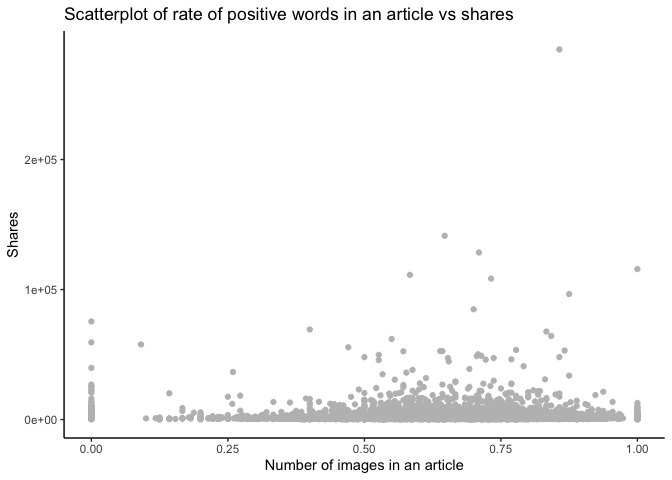 Scatterplot of rate of positive words in an article vs shares
2e+05
1e+05
0e+00
Shares
0.00 0.25 0.50 0.75 1.00
Number of images in an article